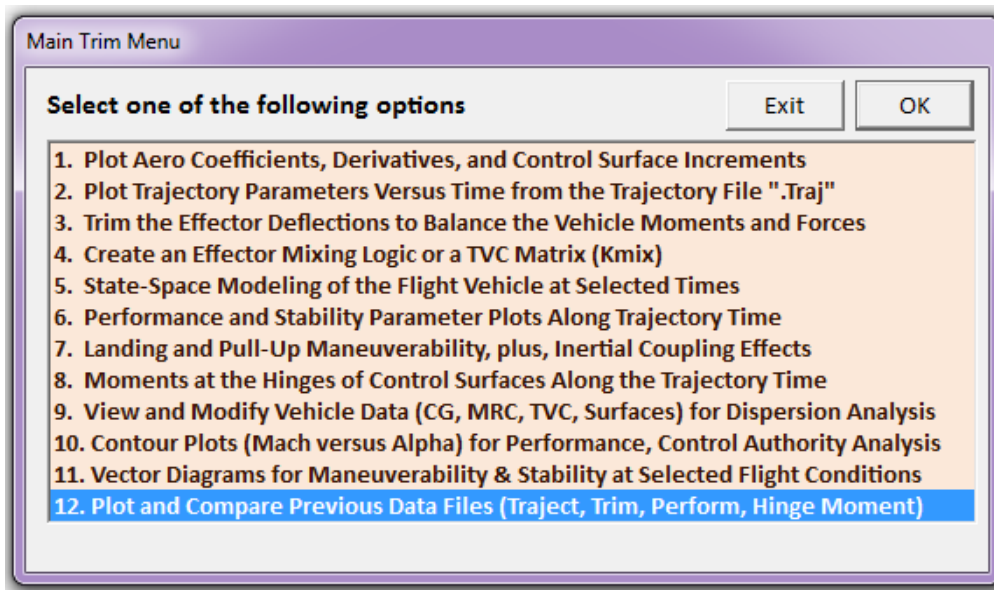 Main Trim Menu
Select one of the following options
Exit
OK
1. Plot Aero Coefficients, Derivatives, and Control Surface Increments
2. Plot Trajectory Parameters Versus Time from the Trajectory File ".Traj"
3. Trim the Effector Deflections to Balance the Vehicle Moments and Forces
4. Create an Effector Mixing Logic or a TVC Matrix (Kmix)
5. State-Space Modeling of the Flight Vehicle at Selected Times
6. Performance and Stability Parameter Plots Along Trajectory Time
7. Landing and Pull-Up Maneuverability, plus, Inertial Coupling Effects
8. Moments at the Hinges of Control Surfaces Along the Trajectory Time
9. View and Modify Vehicle Data (CG, MRC, TVC, Surfaces) for Dispersion Analysis
10. Contour Plots (Mach versus Alpha) for Performance, Control Authority Analysis
11. Vector Diagrams for Maneuverability & Stability at Selected Flight Conditions
12. Plot and Compare Previous Data Files (Traject, Trim, Perform, Hinge Moment)